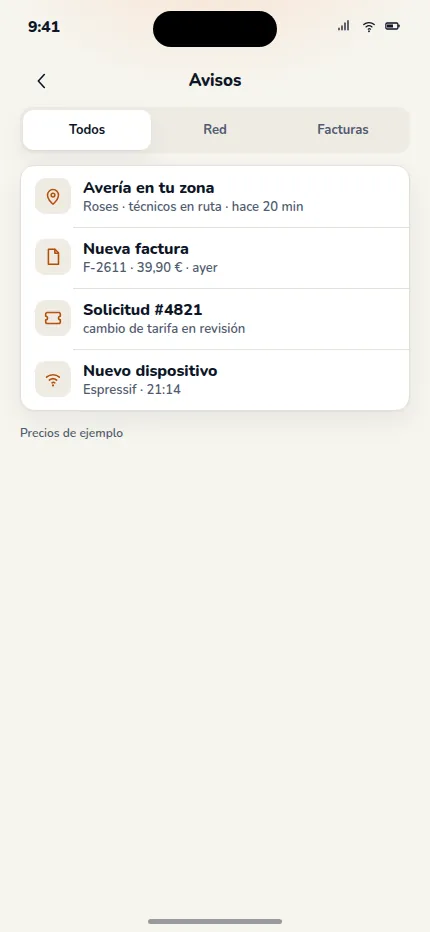 9:41
Avisos
Todos
Red
Facturas
Avería en tu zona
Roses · técnicos en ruta · hace 20 min
Nueva factura
F-2611 · 39,90 € · ayer
Solicitud #4821
cambio de tarifa en revisión
Nuevo dispositivo
Espressif · 21:14
Precios de ejemplo